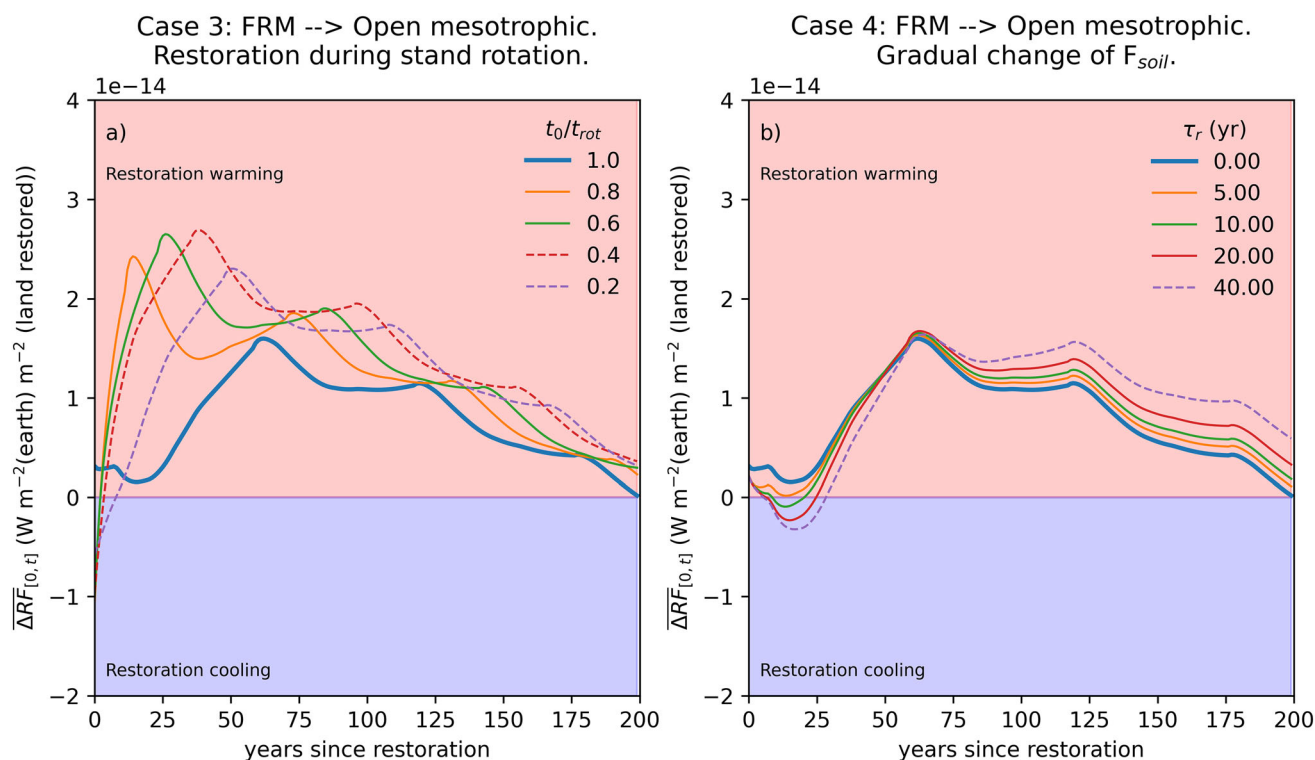 Case 3: FRM --> Open mesotrophic.
Restoration during stand rotation.
1e−14
a)
Restoration warming
t₀/t_rot
1.0
0.8
0.6
0.4
0.2
Restoration cooling
4
3
2
1
0
−1
−2
0 25 50 75 100 125 150 175 200
years since restoration
\overline{ΔRF}_{[0, t]} (W m⁻²(earth) m⁻² (land restored))
Case 4: FRM --> Open mesotrophic.
Gradual change of F_soil.
1e−14
b)
Restoration warming
τ_r (yr)
0.00
5.00
10.00
20.00
40.00
Restoration cooling
4
3
2
1
0
−1
−2
0 25 50 75 100 125 150 175 200
years since restoration
\overline{ΔRF}_{[0, t]} (W m⁻²(earth) m⁻² (land restored))